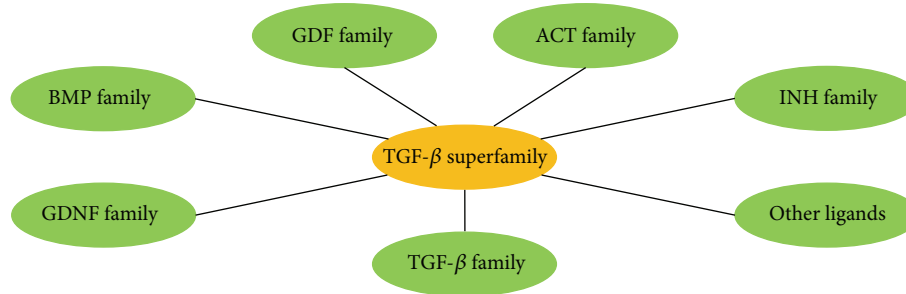 GDF family
ACT family
BMP family
INH family
TGF-β superfamily
GDNF family
Other ligands
TGF-β family